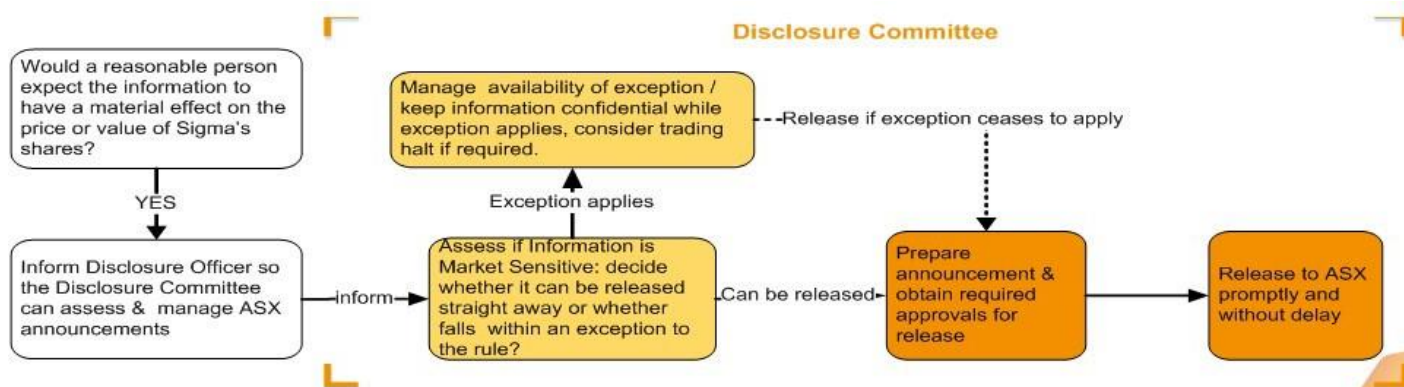 Disclosure Committee
Would a reasonable person
expect the information to
have a material effect on the
price or value of Sigma's
shares?
YES
Inform Disclosure Officer so
the Disclosure Committee
can assess & manage ASX
announcements
inform
Manage availability of exception /
keep information confidential while
exception applies, consider trading
halt if required.
Release if exception ceases to apply
Exception applies
Assess if Information is
Market Sensitive: decide
whether it can be released
straight away or whether
falls within an exception to
the rule?
Can be released
Prepare
announcement &
obtain required
approvals for
release
Release to ASX
promptly and
without delay